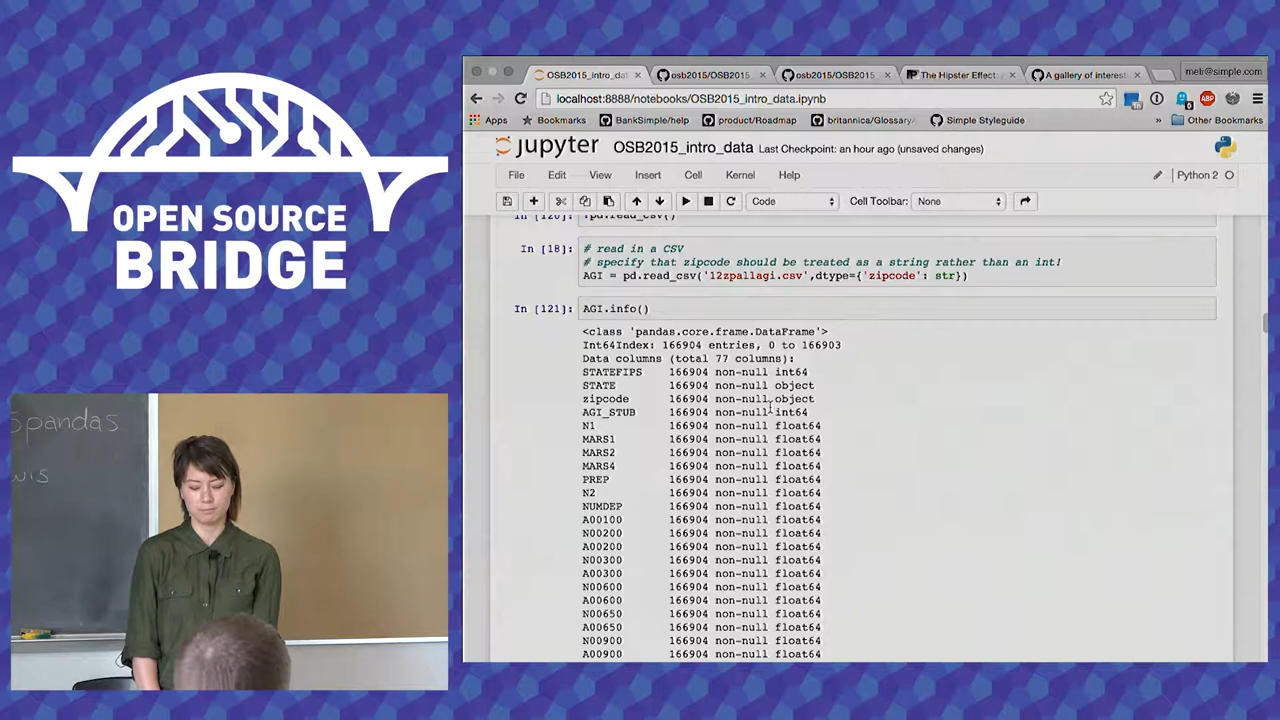 OPEN SOURCE
BRIDGE
Spandas
OSB2015_intro_da
osb2015/OSB2015
osb2015/OSB2015
The Hipster Effect:
A gallery of interest
meli@simple.com
localhost:8888/notebooks/OSB2015_intro_data.ipynb
Apps
Bookmarks
BankSimple/help
product/Roadmap
britannica/Glossary
Simple Styleguide
»
Other Bookmarks
jupyter
OSB2015_intro_data Last Checkpoint: an hour ago (unsaved changes)
File Edit View Insert Cell Kernel Help
Python 2
Code
Cell Toolbar: None
In [120]: pd.read_csv()
In [18]: # read in a CSV
# specify that zipcode should be treated as a string rather than an int!
AGI = pd.read_csv('12zpallagi.csv',dtype={'zipcode': str})
In [121]: AGI.info()
<class 'pandas.core.frame.DataFrame'>
Int64Index: 166904 entries, 0 to 166903
Data columns (total 77 columns):
STATEFIPS 166904 non-null int64
STATE 166904 non-null object
zipcode 166904 non-null object
AGI_STUB 166904 non-null int64
N1 166904 non-null float64
MARS1 166904 non-null float64
MARS2 166904 non-null float64
MARS4 166904 non-null float64
PREP 166904 non-null float64
N2 166904 non-null float64
NUMDEP 166904 non-null float64
A00100 166904 non-null float64
N00200 166904 non-null float64
A00200 166904 non-null float64
N00300 166904 non-null float64
A00300 166904 non-null float64
N00600 166904 non-null float64
A00600 166904 non-null float64
N00650 166904 non-null float64
A00650 166904 non-null float64
N00900 166904 non-null float64
A00900 166904 non-null float64